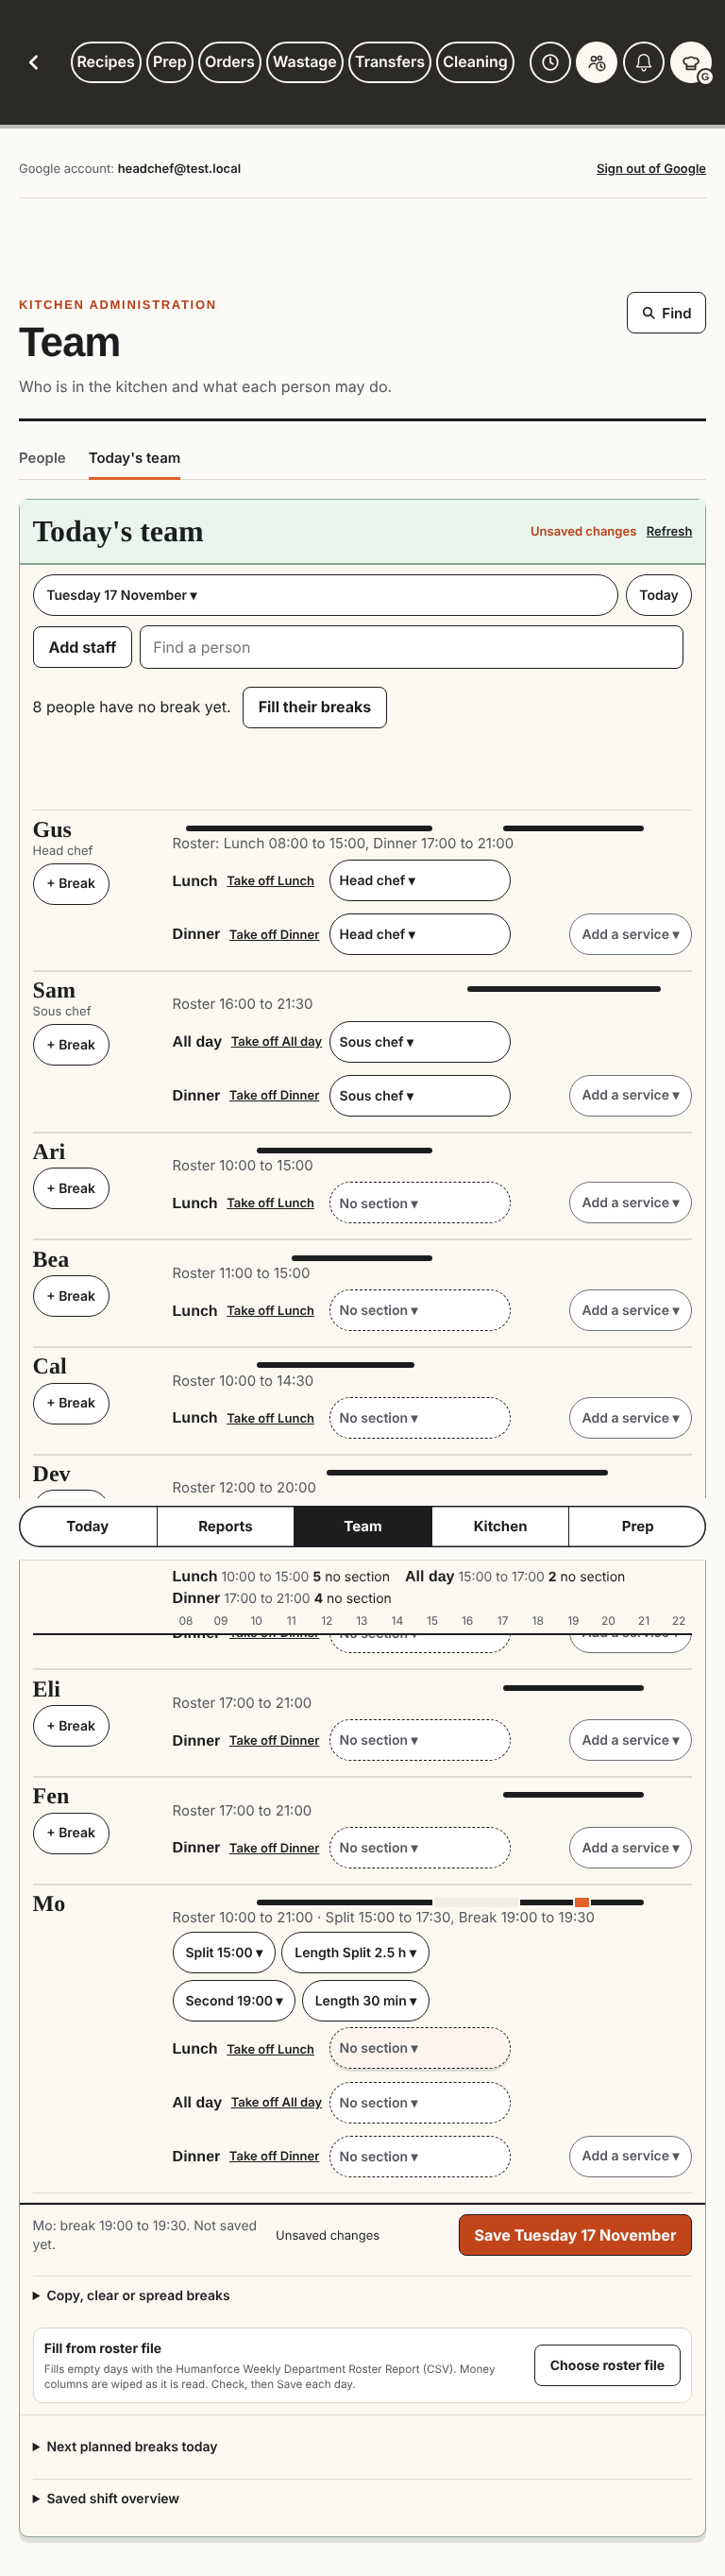 Recipes Prep Orders Wastage Transfers Cleaning
G
Google account: headchef@test.local Sign out of Google
KITCHEN ADMINISTRATION
Find
Team
Who is in the kitchen and what each person may do.
People Today's team
Today's team Unsaved changes Refresh
Tuesday 17 November ▾ Today
Add staff Find a person
8 people have no break yet. Fill their breaks
Gus
Head chef
+ Break
Roster: Lunch 08:00 to 15:00, Dinner 17:00 to 21:00
Lunch Take off Lunch Head chef ▾
Dinner Take off Dinner Head chef ▾ Add a service ▾
Sam
Sous chef
+ Break
Roster 16:00 to 21:30
All day Take off All day Sous chef ▾
Dinner Take off Dinner Sous chef ▾ Add a service ▾
Ari
Roster 10:00 to 15:00
+ Break
Lunch Take off Lunch No section ▾ Add a service ▾
Bea
Roster 11:00 to 15:00
+ Break
Lunch Take off Lunch No section ▾ Add a service ▾
Cal
Roster 10:00 to 14:30
+ Break
Lunch Take off Lunch No section ▾ Add a service ▾
Dev
Roster 12:00 to 20:00
Today Reports Team Kitchen Prep
Lunch 10:00 to 15:00 5 no section All day 15:00 to 17:00 2 no section
Dinner 17:00 to 21:00 4 no section
08 09 10 11 12 13 14 15 16 17 18 19 20 21 22
Eli
Roster 17:00 to 21:00
+ Break
Dinner Take off Dinner No section ▾ Add a service ▾
Fen
Roster 17:00 to 21:00
+ Break
Dinner Take off Dinner No section ▾ Add a service ▾
Mo
Roster 10:00 to 21:00 · Split 15:00 to 17:30, Break 19:00 to 19:30
Split 15:00 ▾ Length Split 2.5 h ▾
Second 19:00 ▾ Length 30 min ▾
Lunch Take off Lunch No section ▾
All day Take off All day No section ▾
Dinner Take off Dinner No section ▾ Add a service ▾
Mo: break 19:00 to 19:30. Not saved
yet.
Unsaved changes
Save Tuesday 17 November
Copy, clear or spread breaks
Fill from roster file
Fills empty days with the Humanforce Weekly Department Roster Report (CSV). Money
columns are wiped as it is read. Check, then Save each day.
Choose roster file
Next planned breaks today
Saved shift overview